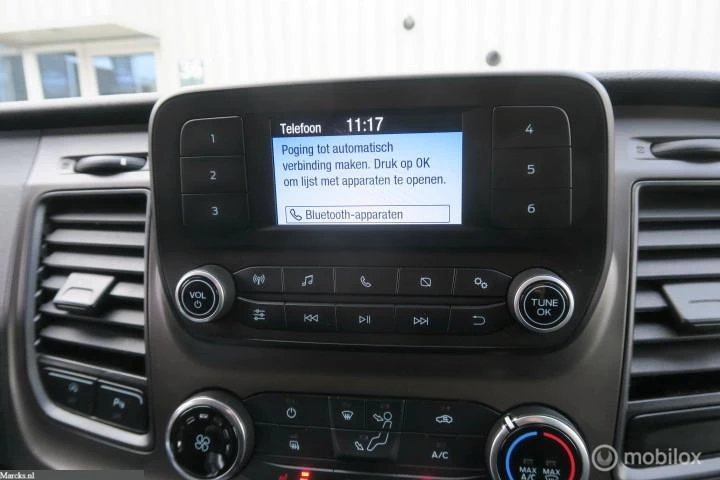 Telefoon 11:17
1
2
3
Poging tot automatisch
verbinding maken. Druk op OK
om lijst met apparaten te openen.
Bluetooth-apparaten
4
5
6
VOL
TUNE
OK
A/C
MAX
A/C
MAX
mobilox
Marcks.nl